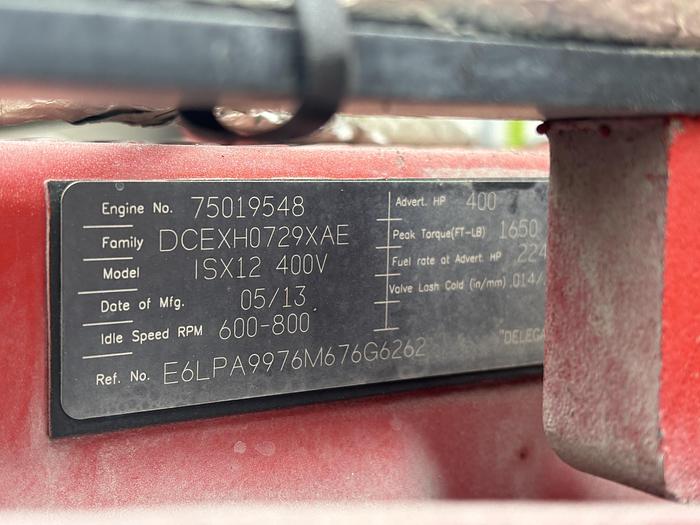 Engine No. 75019548
Family DCEXH0729XAE
Model ISX12 400V
Date of Mfg. 05/13
Idle Speed RPM 600-800
Ref. No. E6LPA9976M676G6262
Advert. HP 400
Peak Torque(FT-LB) 1650
Fuel rate at Advert. HP 224
Valve Lash Cold (in/mm) .014/.
"DELEGA